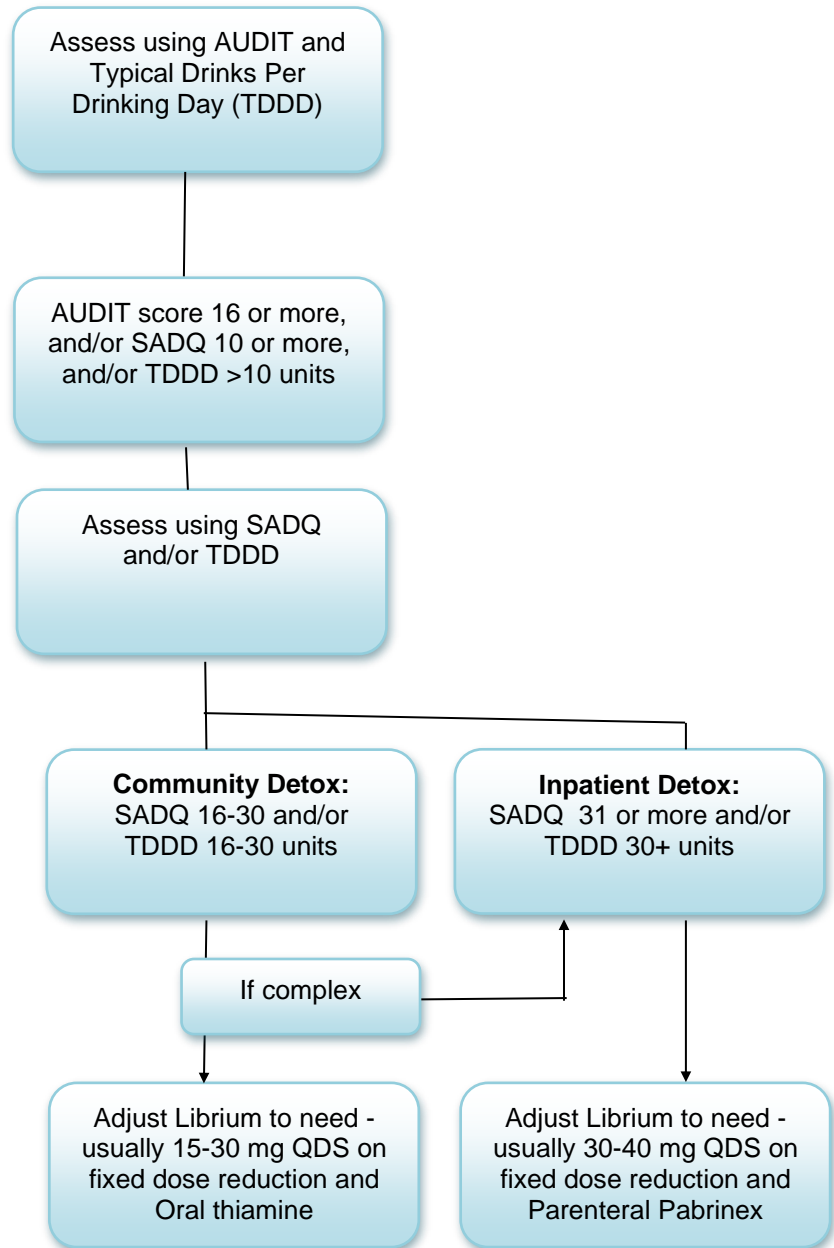 Assess using AUDIT and
Typical Drinks Per
Drinking Day (TDDD)
AUDIT score 16 or more,
and/or SADQ 10 or more,
and/or TDDD >10 units
Assess using SADQ
and/or TDDD
Community Detox:
SADQ 16-30 and/or
TDDD 16-30 units
Inpatient Detox:
SADQ  31 or more and/or
TDDD 30+ units
If complex
Adjust Librium to need -
usually 15-30 mg QDS on
fixed dose reduction and
Oral thiamine
Adjust Librium to need -
usually 30-40 mg QDS on
fixed dose reduction and
Parenteral Pabrinex